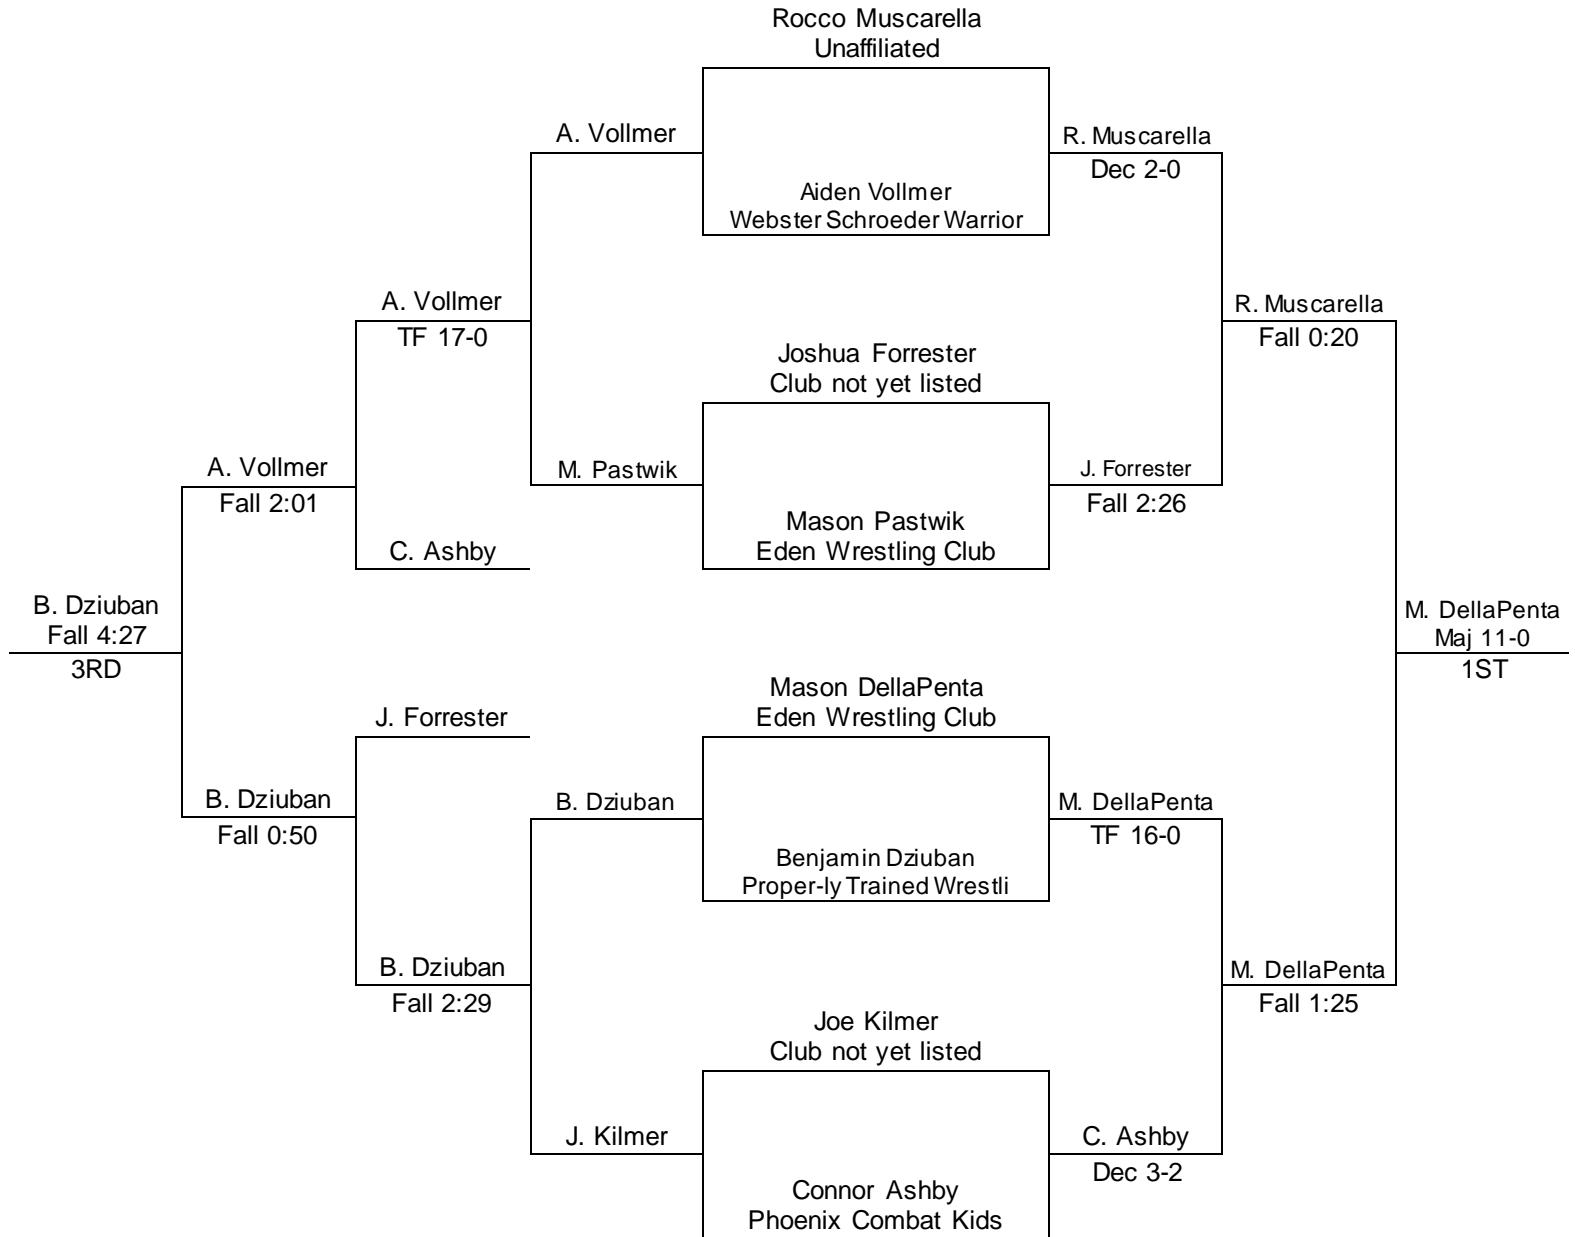 Rocco Muscarella
Unaffiliated
A. Vollmer
R. Muscarella
Dec 2-0
Aiden Vollmer
Webster Schroeder Warrior
A. Vollmer
TF 17-0
R. Muscarella
Fall 0:20
Joshua Forrester
Club not yet listed
A. Vollmer
Fall 2:01
M. Pastwik
J. Forrester
Fall 2:26
Mason Pastwik
Eden Wrestling Club
C. Ashby
B. Dziuban
Fall 4:27
3RD
M. DellaPenta
Maj 11-0
1ST
Mason DellaPenta
Eden Wrestling Club
J. Forrester
B. Dziuban
Fall 0:50
B. Dziuban
M. DellaPenta
TF 16-0
Benjamin Dziuban
Proper-ly Trained Wrestli
B. Dziuban
Fall 2:29
M. DellaPenta
Fall 1:25
Joe Kilmer
Club not yet listed
J. Kilmer
C. Ashby
Dec 3-2
Connor Ashby
Phoenix Combat Kids